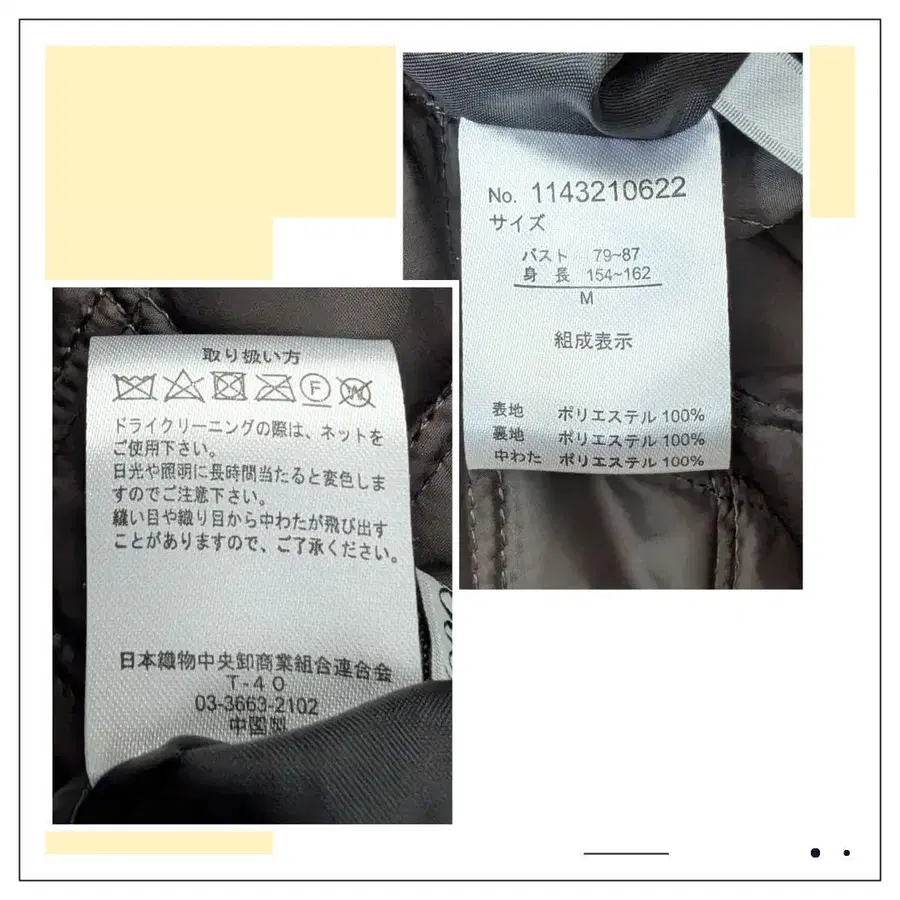 No. 1143210622
サイズ
バスト 79~87
身 長 154~162
M
組成表示
表地 ポリエステル 100%
裏地 ポリエステル 100%
中わた ポリエステル 100%
取り扱い方
F
W
ドライクリーニングの際は、ネットを
ご使用下さい。
日光や照明に長時間当たると変色しま
すのでご注意下さい。
縫い目や織り目から中わたが飛び出す
ことがありますので、ご了承ください。
日本織物中央卸商業組合連合会
T-40
03-3663-2102
中国製